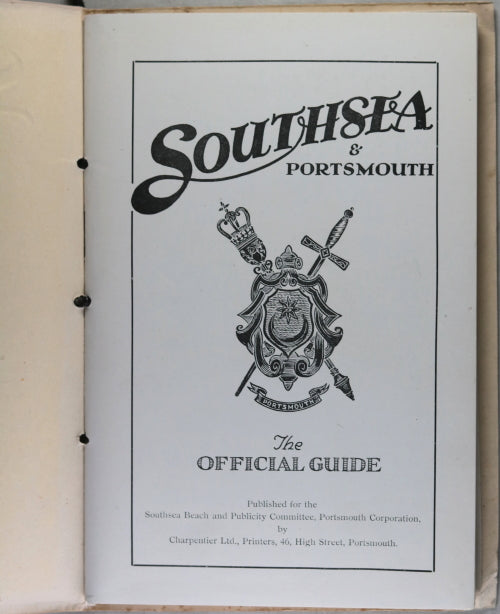 SOUTHSEA
&
PORTSMOUTH
PORTSMOUTH
The
OFFICIAL GUIDE
Published for the
Southsea Beach and Publicity Committee, Portsmouth Corporation,
by
Charpentier Ltd., Printers, 46, High Street, Portsmouth.